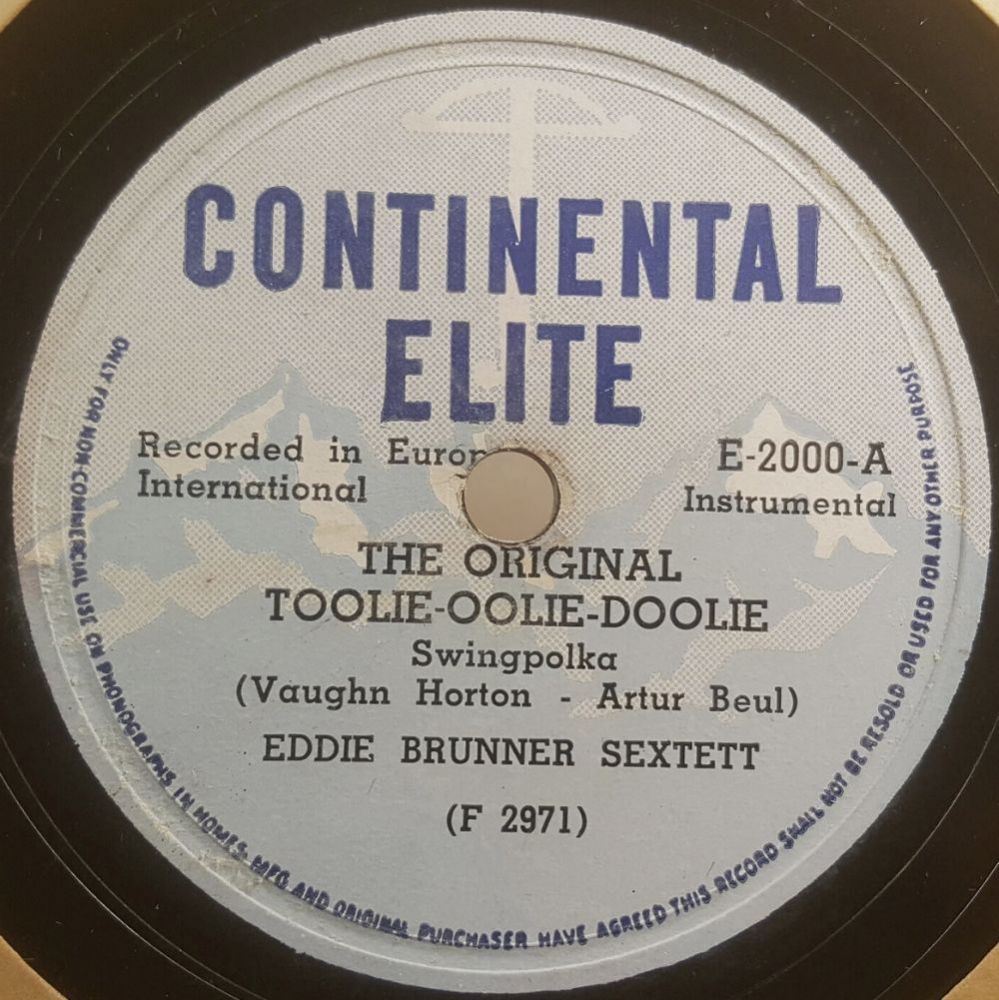 CONTINENTAL
ELITE
Recorded in Europ
International
E-2000-A
Instrumental
THE ORIGINAL
TOOLIE-OOLIE-DOOLIE
Swingpolka
(Vaughn Horton - Artur Beul)
EDDIE BRUNNER SEXTETT
(F 2971)
ONLY FOR NON-COMMERCIAL USE ON PHONOGRAPHS IN HOMES. MFG AND ORIGINAL PURCHASER HAVE AGREED THIS RECORD SHALL NOT BE RESOLD OR USED FOR ANY OTHER PURPOSE